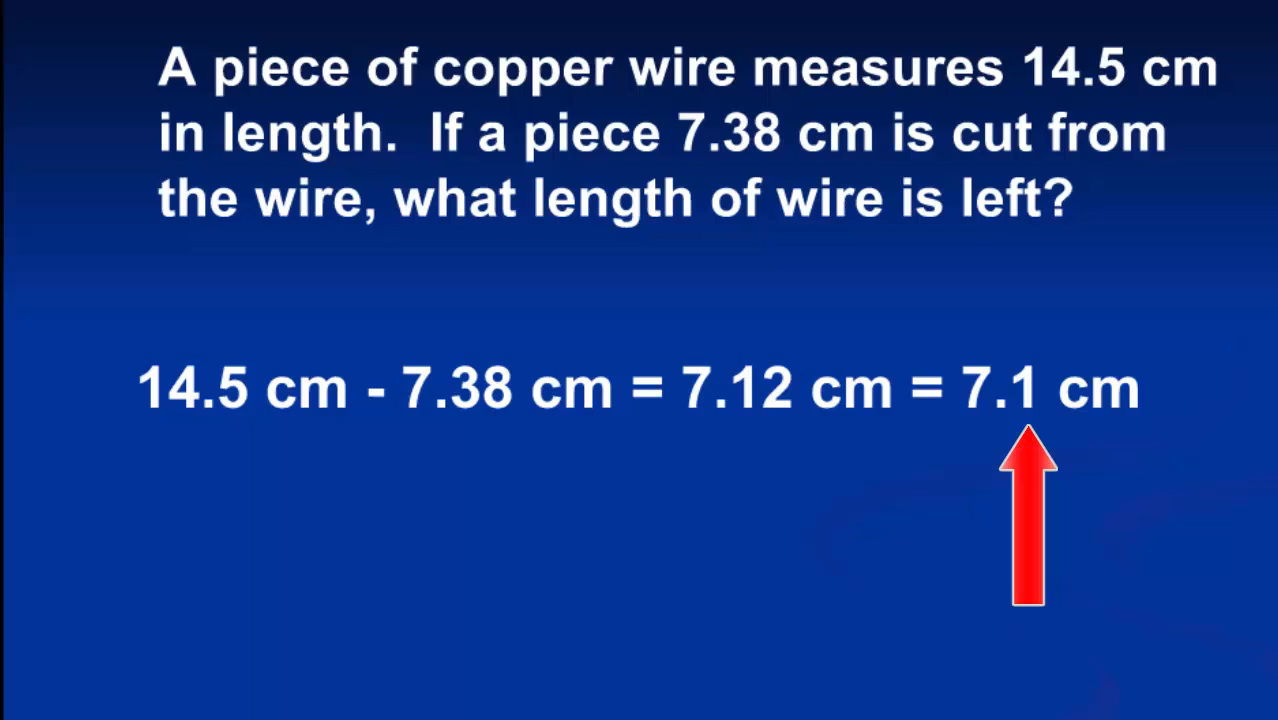 A piece of copper wire measures 14.5 cm
in length.  If a piece 7.38 cm is cut from
the wire, what length of wire is left?
14.5 cm - 7.38 cm = 7.12 cm = 7.1 cm